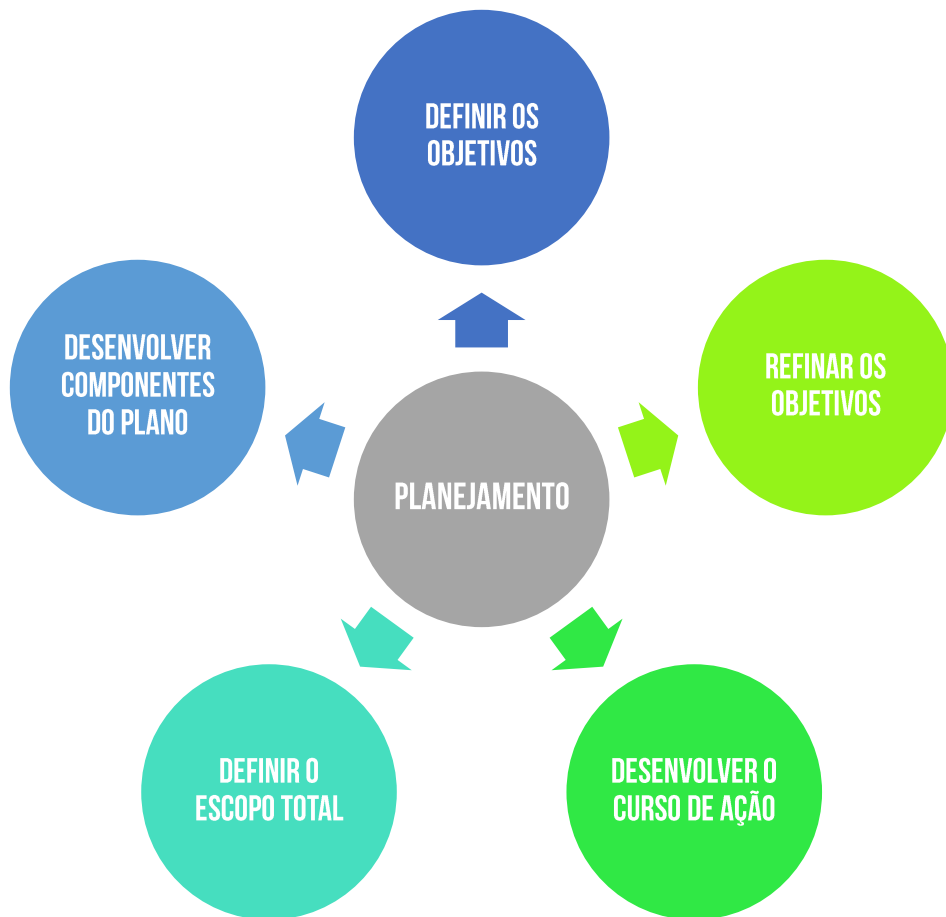 DEFINIR OS
OBJETIVOS
DESENVOLVER
COMPONENTES
DO PLANO
REFINAR OS
OBJETIVOS
PLANEJAMENTO
DEFINIR O
ESCOPO TOTAL
DESENVOLVER O
CURSO DE AÇÃO